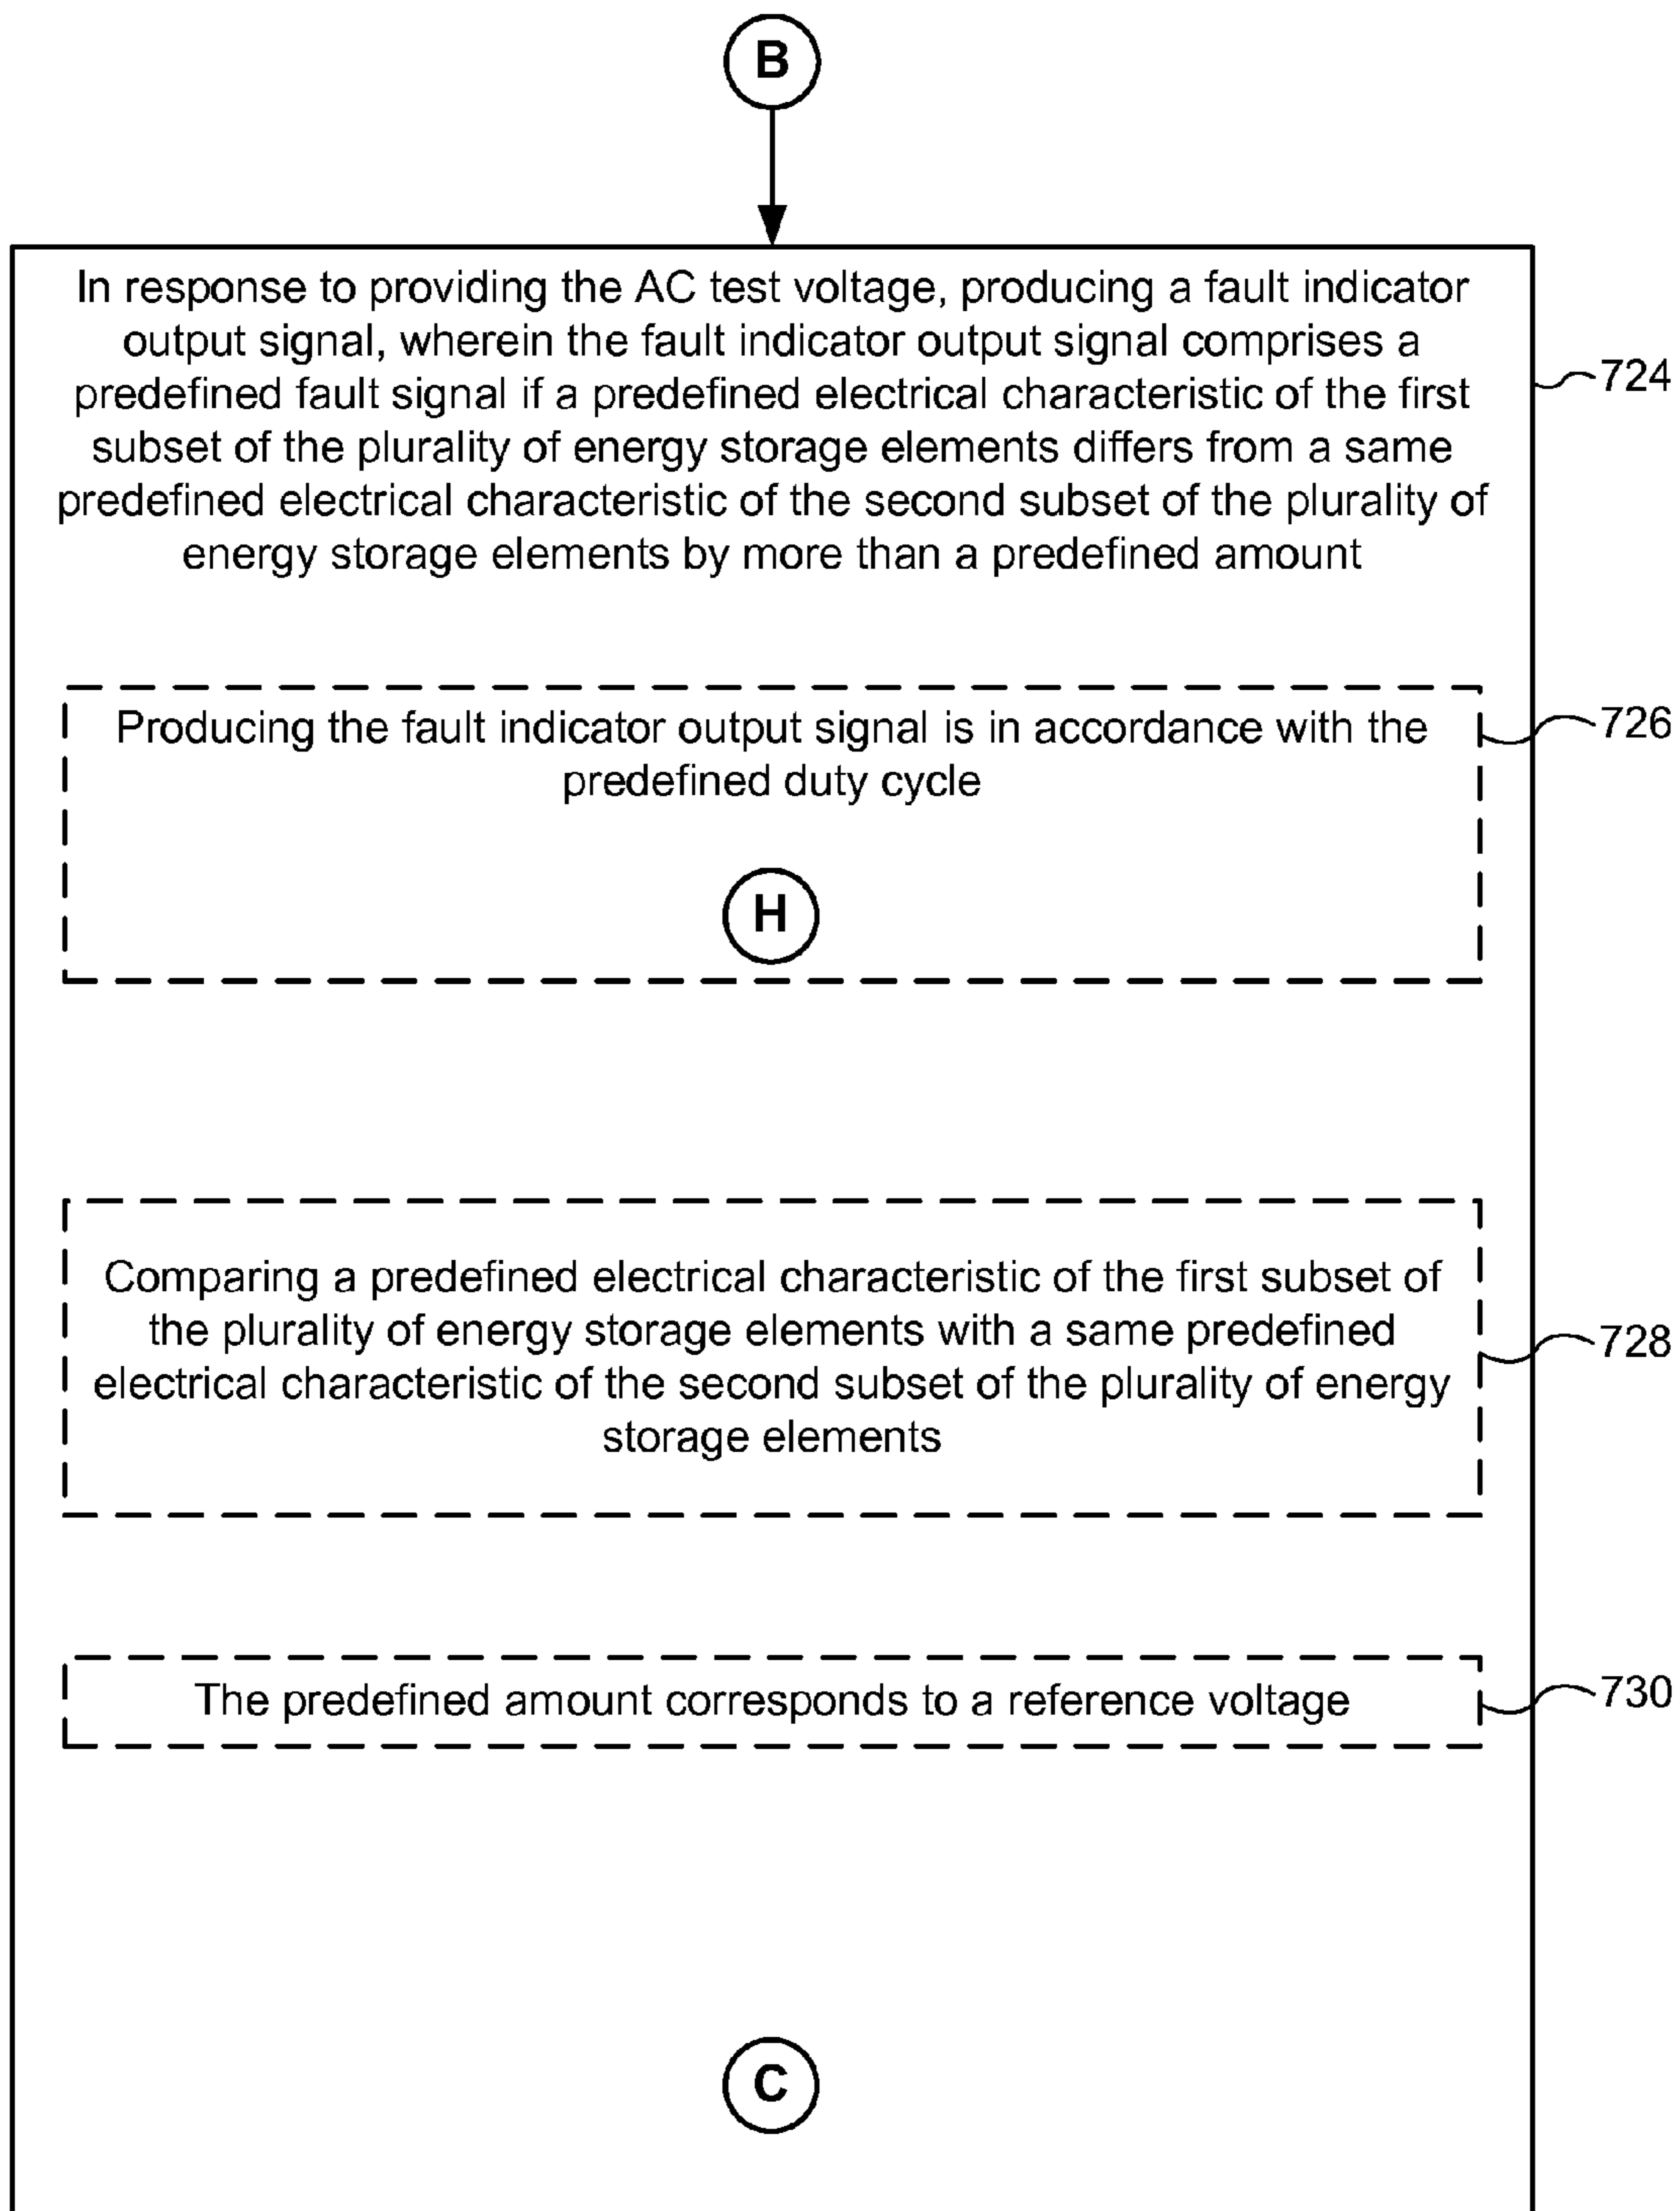 B
In response to providing the AC test voltage, producing a fault indicator
output signal, wherein the fault indicator output signal comprises a
predefined fault signal if a predefined electrical characteristic of the first
subset of the plurality of energy storage elements differs from a same
predefined electrical characteristic of the second subset of the plurality of
energy storage elements by more than a predefined amount
724
Producing the fault indicator output signal is in accordance with the
predefined duty cycle
726
H
Comparing a predefined electrical characteristic of the first subset of
the plurality of energy storage elements with a same predefined
electrical characteristic of the second subset of the plurality of energy
storage elements
728
The predefined amount corresponds to a reference voltage
730
C